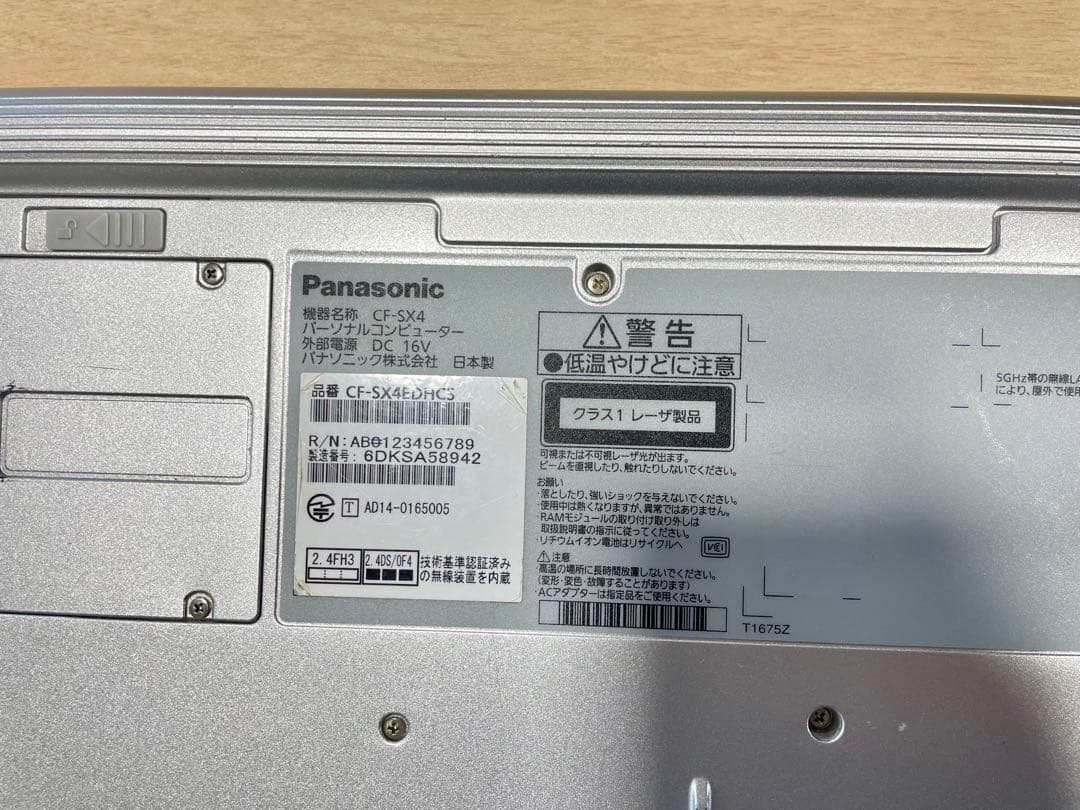 Panasonic
機器名称 CF-SX4
パーソナルコンピューター
外部電源 DC 16V
パナソニック株式会社 日本製
品番 CF-SX4EDHCS
R/N: AB0123456789
製造番号: 6DKSA58942
T AD14-0165005
2.4FH3
2.4DS/OF4
技術基準認証済み
の無線装置を内蔵
警告
●低温やけどに注意
クラス1 レーザ製品
可視または不可視レーザ光が出ます。
ビームを直視したり、触れたりしないでください。
お願い
・落としたり、強いショックを与えないでください。
・使用中は熱くなりますが、異常ではありません。
・RAMモジュールの取り付け取り外しは
取扱説明書の指示に従ってください。
・リチウムイオン電池はリサイクルへ
VCI
注意
・高温の場所に長時間放置しないでください。
(変形・変色・故障することがあります)
・ACアダプターは指定品をご使用ください。
T1675Z
5GHz帯の無線LA
により、屋外で使用